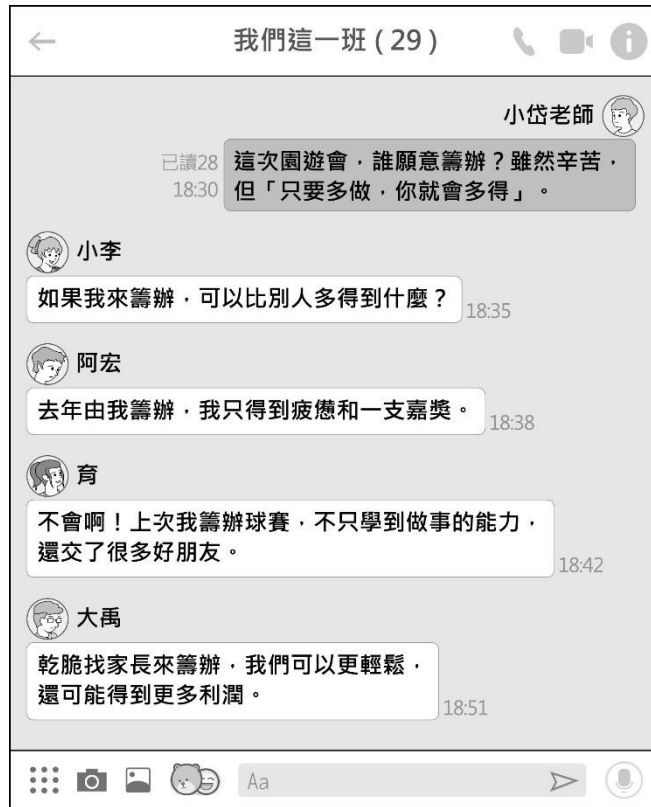 我們這一班(29)
小岱老師
已讀28
18:30
這次園遊會,誰願意籌辦?雖然辛苦,
但「只要多做,你就會多得」。
小李
如果我來籌辦,可以比別人多得到什麼?
18:35
阿宏
去年由我籌辦,我只得到疲憊和一支嘉獎。
18:38
育
不會啊!上次我籌辦球賽,不只學到做事的能力,
還交了很多好朋友。
18:42
大禹
乾脆找家長來籌辦,我們可以更輕鬆,
還可能得到更多利潤。
18:51
Aa